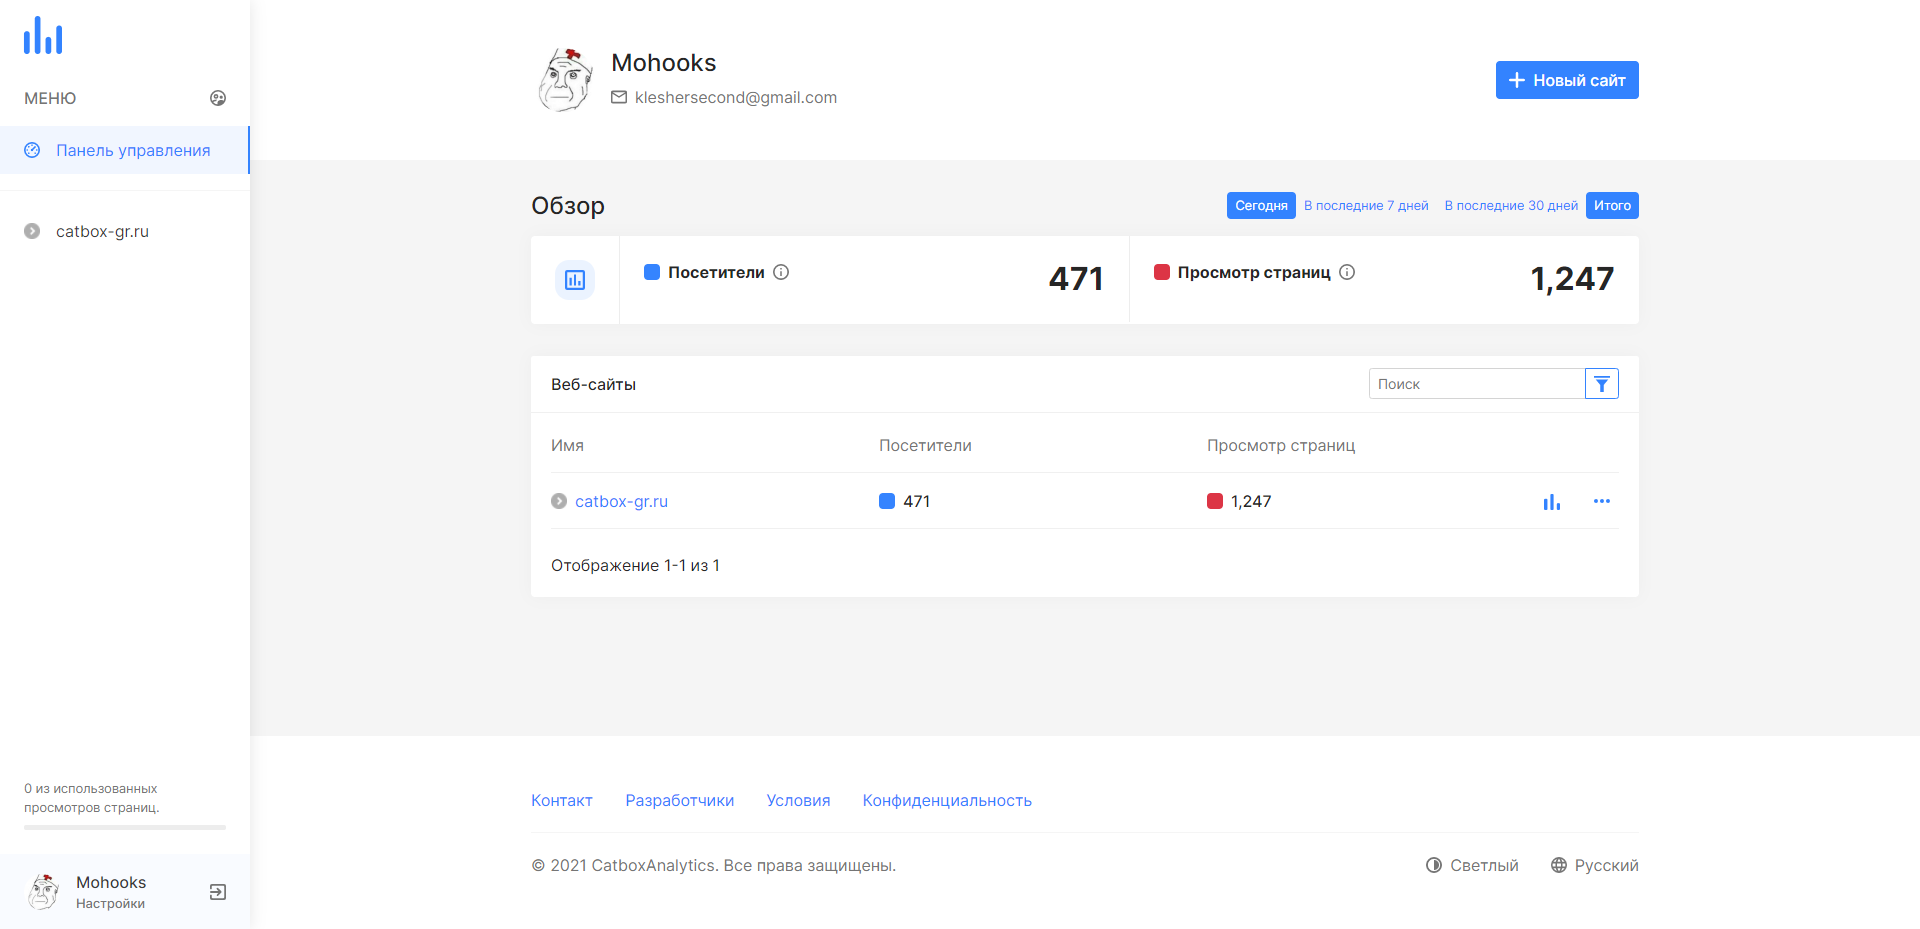 МЕНЮ
Панель управления
catbox-gr.ru
0 из использованных
просмотров страниц.
Mohooks
Настройки
Mohooks
kleshersecond@gmail.com
Новый сайт
Обзор
Сегодня В последние 7 дней В последние 30 дней Итого
Посетители 471
Просмотр страниц 1,247
Веб-сайты
Поиск
Имя Посетители Просмотр страниц
catbox-gr.ru 471 1,247
Отображение 1-1 из 1
Контакт Разработчики Условия Конфиденциальность
© 2021 CatboxAnalytics. Все права защищены.
Светлый Русский